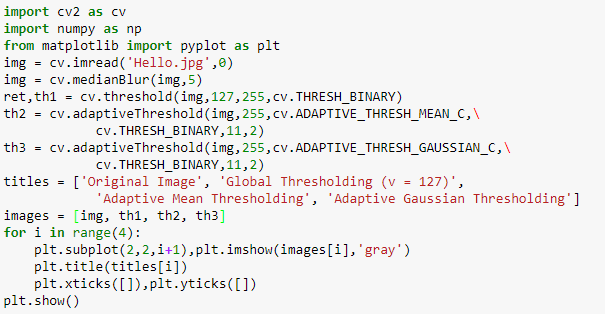 import cv2 as cv
import numpy as np
from matplotlib import pyplot as plt
img = cv.imread('Hello.jpg',0)
img = cv.medianBlur(img,5)
ret,th1 = cv.threshold(img,127,255,cv.THRESH_BINARY)
th2 = cv.adaptiveThreshold(img,255,cv.ADAPTIVE_THRESH_MEAN_C,\
            cv.THRESH_BINARY,11,2)
th3 = cv.adaptiveThreshold(img,255,cv.ADAPTIVE_THRESH_GAUSSIAN_C,\
            cv.THRESH_BINARY,11,2)
titles = ['Original Image', 'Global Thresholding (v = 127)',
            'Adaptive Mean Thresholding', 'Adaptive Gaussian Thresholding']
images = [img, th1, th2, th3]
for i in range(4):
    plt.subplot(2,2,i+1),plt.imshow(images[i],'gray')
    plt.title(titles[i])
    plt.xticks([]),plt.yticks([])
plt.show()